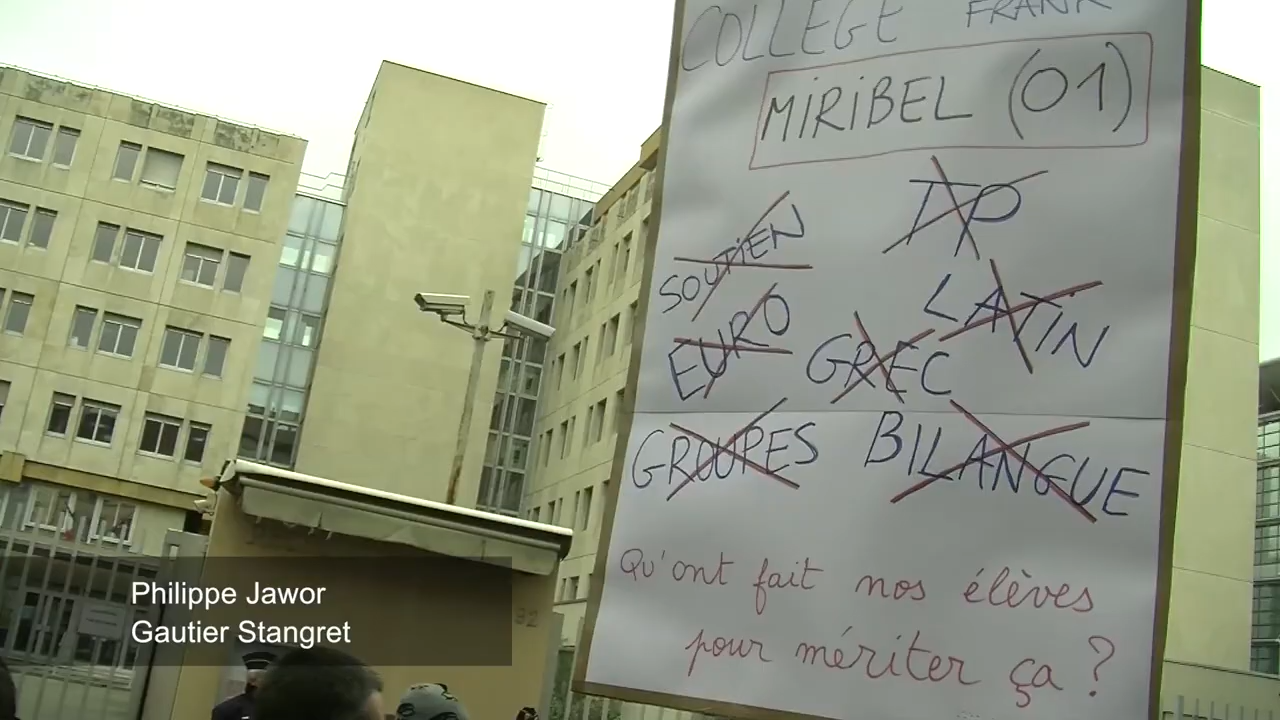 COLLEGE FRANK
MIRIBEL (01)
TP
SOUTIEN
LATIN
EURO
GREC
GROUPES
BILANGUE
Qu'ont fait nos élèves
pour mériter ça ?
92
Philippe Jawor
Gautier Stangret